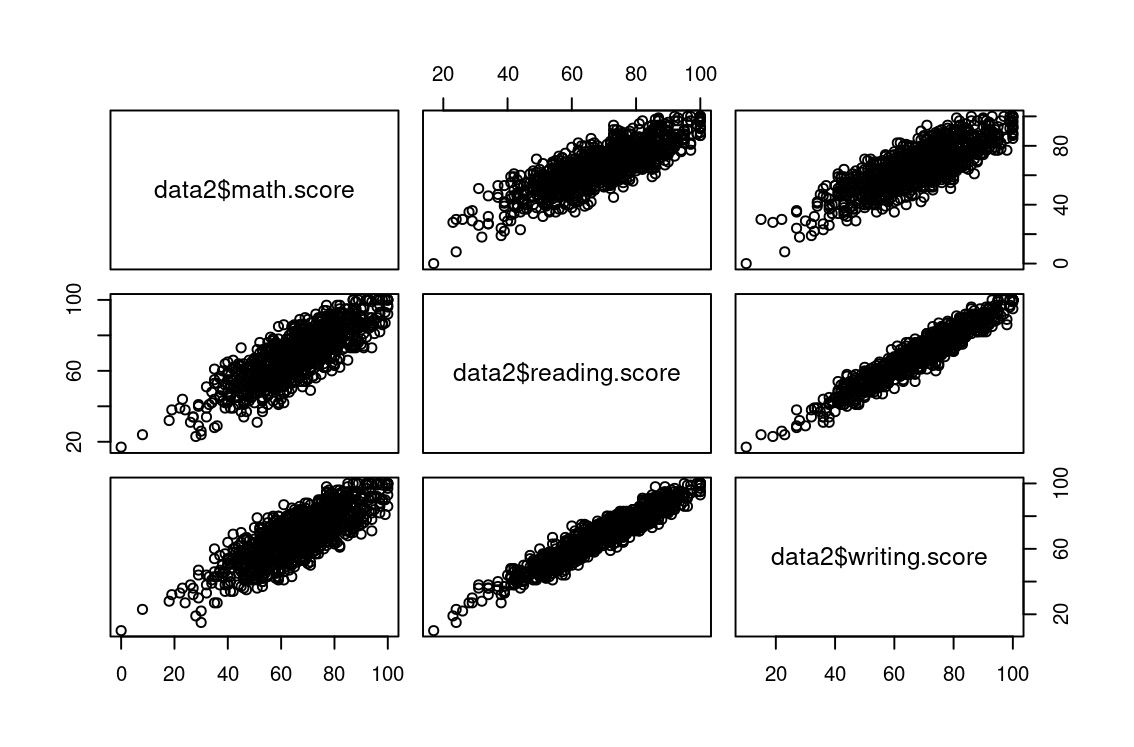 20 40 60 80 100
data2$math.score
0 40 80
20 60 100
data2$reading.score
data2$writing.score
20 60 100
0 20 40 60 80 100
20 40 60 80 100